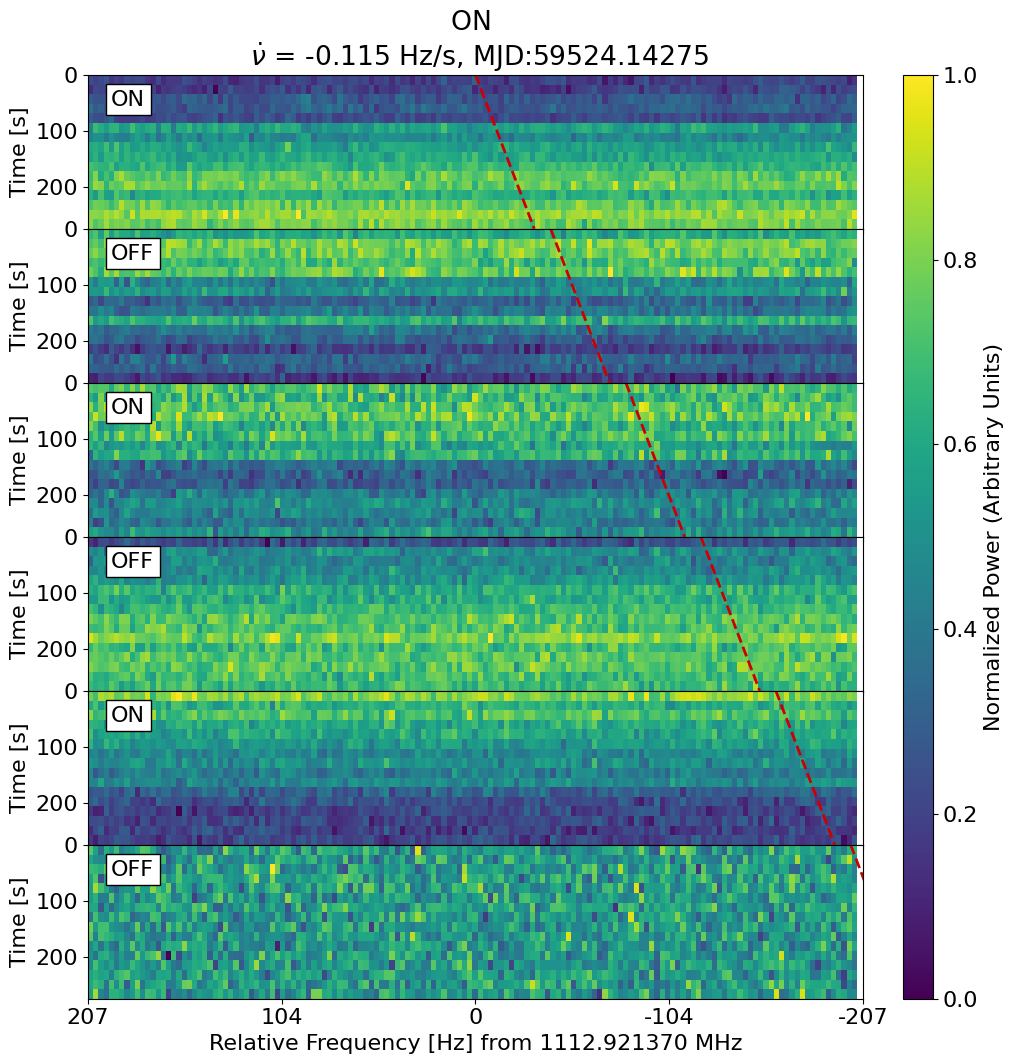 ON
ν̇ = -0.115 Hz/s, MJD:59524.14275
0
100
200
Time [s]
ON
0
100
200
Time [s]
OFF
0
100
200
Time [s]
ON
0
100
200
Time [s]
OFF
0
100
200
Time [s]
ON
0
100
200
Time [s]
OFF
207 104 0 -104 -207
Relative Frequency [Hz] from 1112.921370 MHz
1.0
0.8
0.6
0.4
0.2
0.0
Normalized Power (Arbitrary Units)